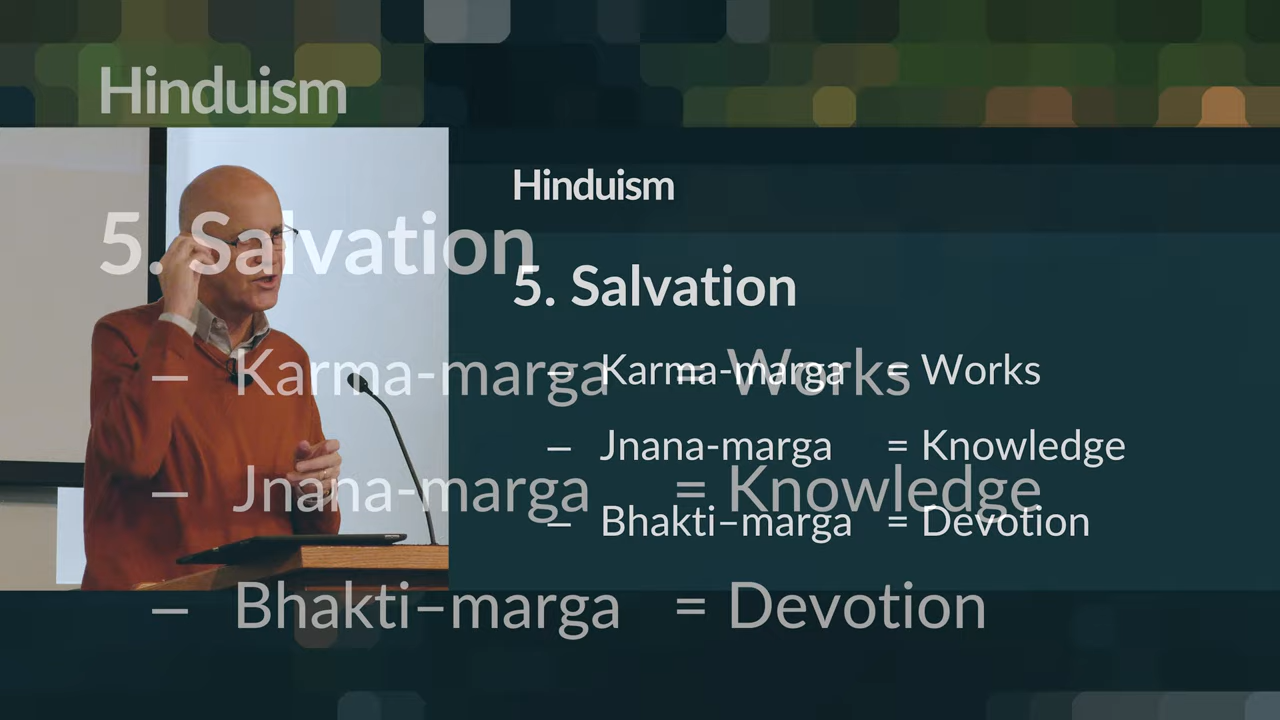 Hinduism
5. Salvation
– Karma-marga = Works
– Jnana-marga = Knowledge
– Bhakti–marga = Devotion
Hinduism
5. Salvation
– Karma-marga = Works
– Jnana-marga = Knowledge
– Bhakti–marga = Devotion